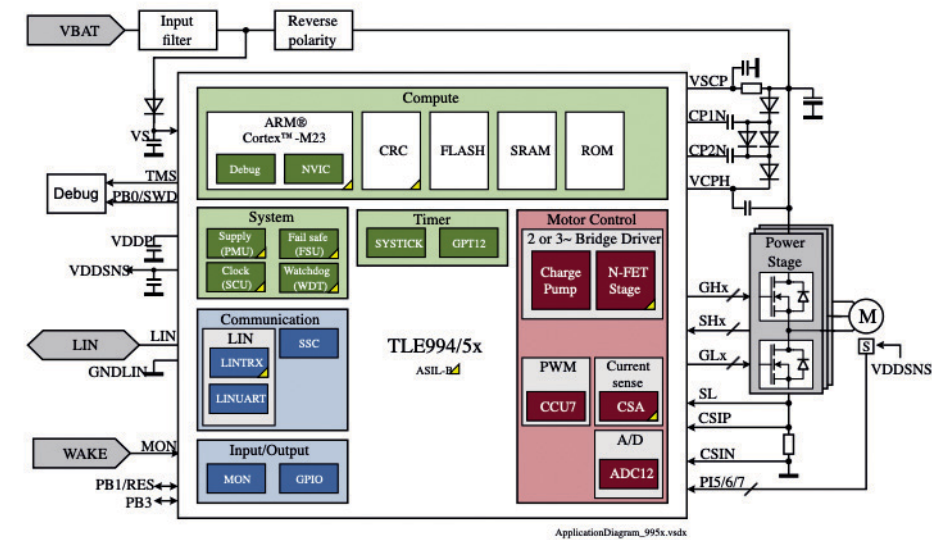 VBAT
Input
filter
Reverse
polarity
VS
TMS
Debug
PB0/SWD
VDDP
VDDSNS
LIN
LIN
GNDLIN
WAKE
MON
PB1/RES
PB3
Compute
ARM®
Cortex™-M23
Debug
NVIC
CRC
FLASH
SRAM
ROM
System
Supply
(PMU)
Fail safe
(FSU)
Clock
(SCU)
Watchdog
(WDT)
Timer
SYSTICK
GPT12
Communication
LIN
LINTRX
LINUART
SSC
Input/Output
MON
GPIO
TLE994/5x
ASIL-B
Motor Control
2 or 3~ Bridge Driver
Charge
Pump
N-FET
Stage
PWM
CCU7
Current
sense
CSA
A/D
ADC12
VSCP
CP1N
CP2N
VCPH
GHx
SHx
GLx
SL
CSIP
CSIN
PI5/6/7
Power
Stage
M
S
VDDSNS
ApplicationDiagram_995x.vsdx